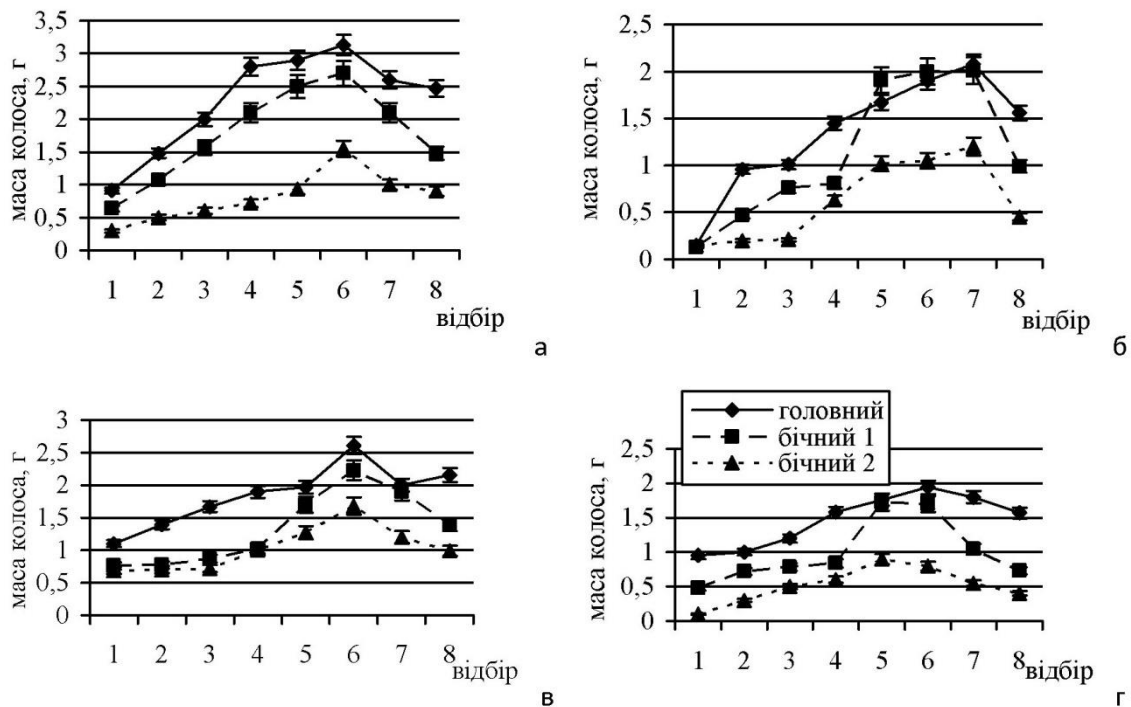 маса колоса, г
3,5
3
2,5
2
1,5
1
0,5
0
1 2 3 4 5 6 7 8
відбір
а
маса колоса, г
2,5
2
1,5
1
0,5
0
1 2 3 4 5 6 7 8
відбір
б
маса колоса, г
3
2,5
2
1,5
1
0,5
0
1 2 3 4 5 6 7 8
відбір
в
головний
бічний 1
бічний 2
маса колоса, г
2,5
2
1,5
1
0,5
0
1 2 3 4 5 6 7 8
відбір
г